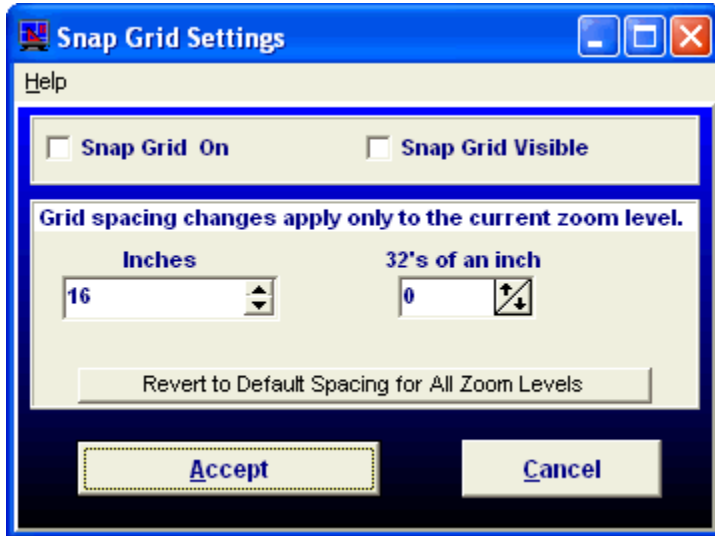 Snap Grid Settings
Help
Snap Grid On
Snap Grid Visible
Grid spacing changes apply only to the current zoom level.
Inches
32's of an inch
16
0
Revert to Default Spacing for All Zoom Levels
Accept
Cancel